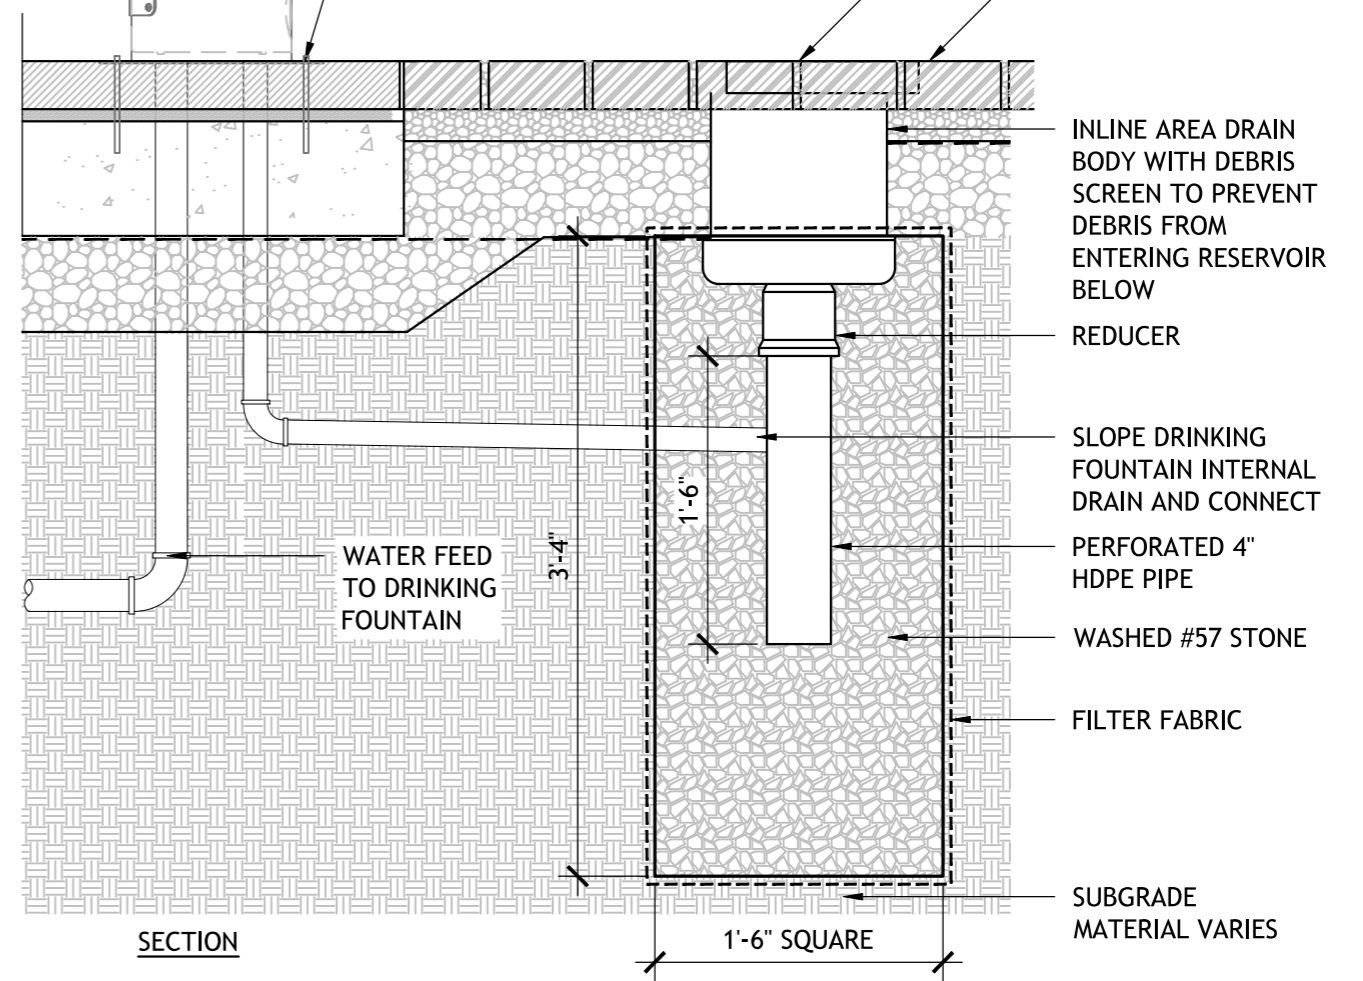 INLINE AREA DRAIN
BODY WITH DEBRIS
SCREEN TO PREVENT
DEBRIS FROM
ENTERING RESERVOIR
BELOW
REDUCER
SLOPE DRINKING
FOUNTAIN INTERNAL
DRAIN AND CONNECT
PERFORATED 4"
HDPE PIPE
WASHED #57 STONE
FILTER FABRIC
SUBGRADE
MATERIAL VARIES
WATER FEED
TO DRINKING
FOUNTAIN
3'-4"
1'-6"
1'-6" SQUARE
SECTION